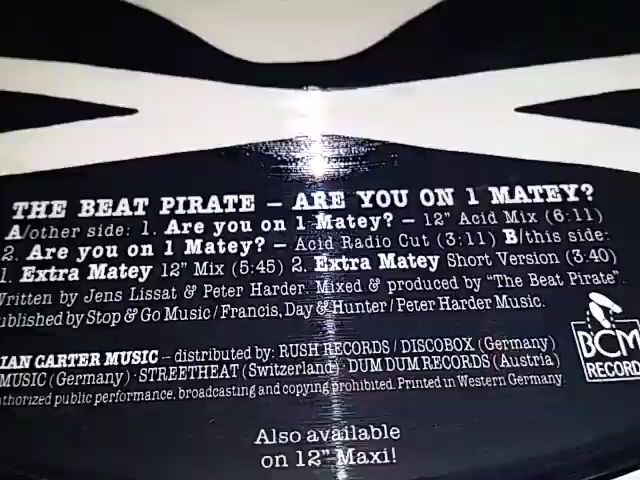 THE BEAT PIRATE – ARE YOU ON 1 MATEY?
A/other side: 1. Are you on 1 Matey? – 12" Acid Mix (6:11)
2. Are you on 1 Matey? – Acid Radio Cut (3:11) B/this side:
1. Extra Matey 12" Mix (5:45) 2. Extra Matey Short Version (3:40)
Written by Jens Lissat & Peter Harder. Mixed & produced by "The Beat Pirate".
ublished by Stop & Go Music / Francis, Day & Hunter / Peter Harder Music.
IAN CARTER MUSIC – distributed by: RUSH RECORDS / DISCOBOX (Germany)
MUSIC (Germany) · STREETHEAT (Switzerland) · DUM DUM RECORDS (Austria)
thorized public performance, broadcasting and copying prohibited. Printed in Western Germany.
BCM
RECORD
Also available
on 12" Maxi!